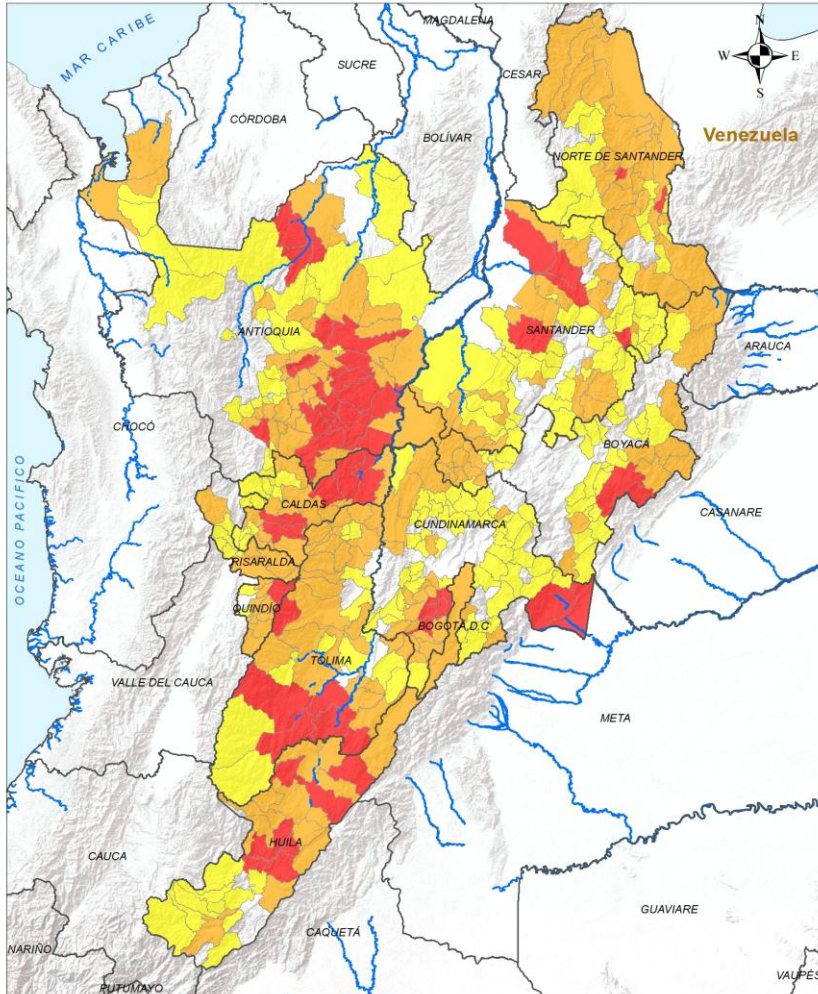 MAGDALENA
N
W E
S
MAR CARIBE
SUCRE
CESAR
CÓRDOBA
BOLÍVAR
Venezuela
NORTE DE SANTANDER
ANTIOQUIA
SANTANDER
ARAUCA
CHOCÓ
BOYACÁ
OCEANO PACIFICO
CALDAS
CUNDINAMARCA
CASANARE
RISARALDA
QUINDÍO
BOGOTÁ, D.C
TOLIMA
VALLE DEL CAUCA
META
HUILA
CAUCA
GUAVIARE
CAQUETÁ
NARIÑO
PUTUMAYO
VAUPÉS